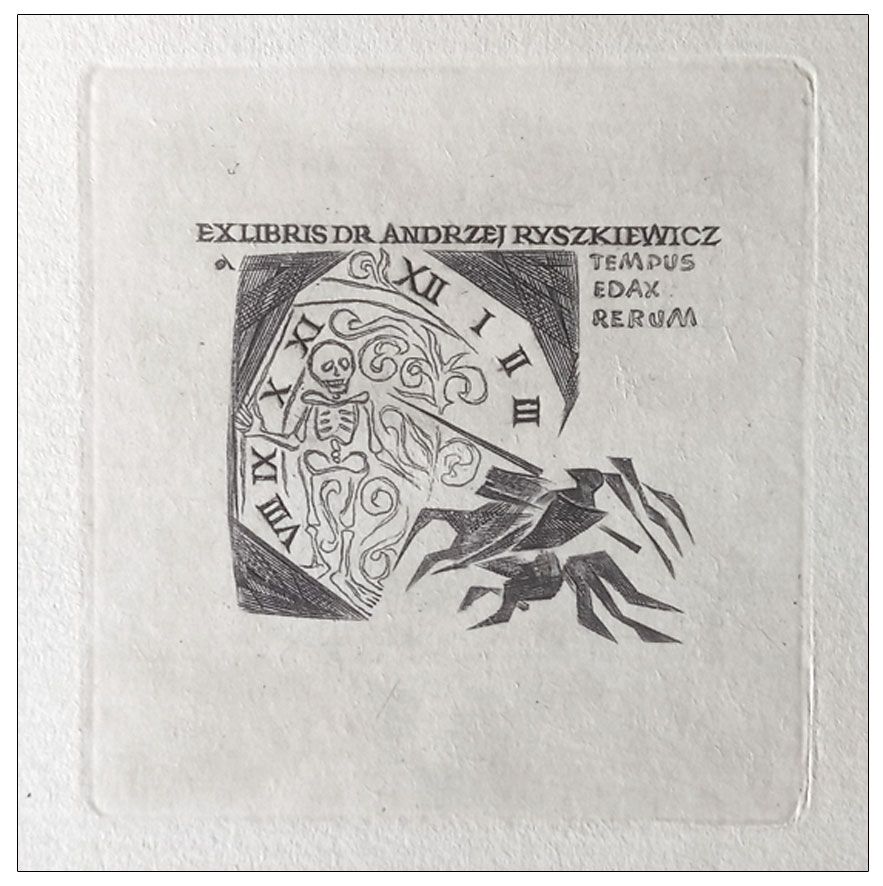 EXLIBRIS DR ANDRZEJ RYSZKIEWICZ
a
TEMPUS
EDAX
RERUM
XII
I
II
III
VIII
IX
X
XI